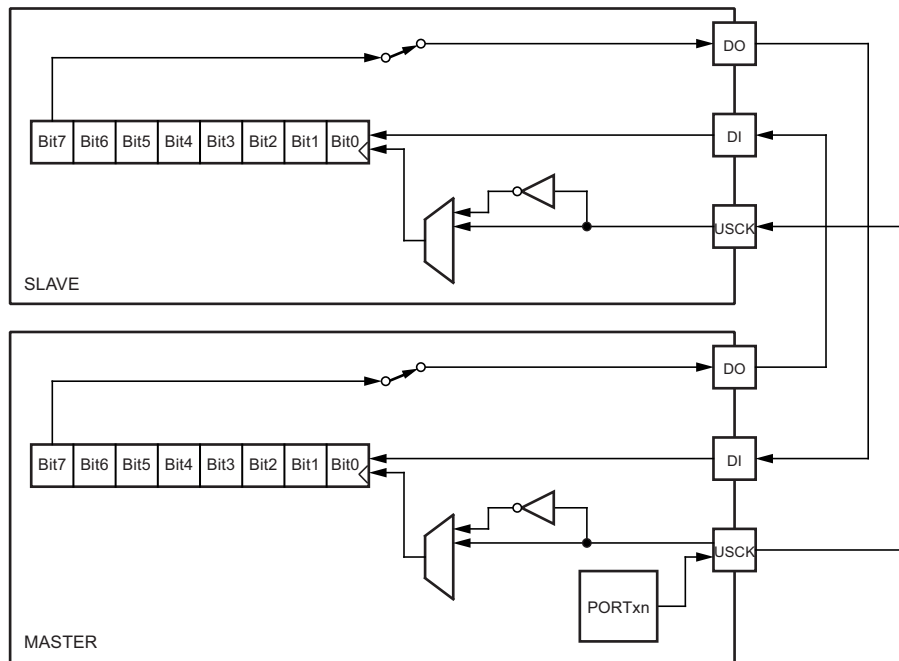 DO
Bit7 Bit6 Bit5 Bit4 Bit3 Bit2 Bit1 Bit0
DI
USCK
SLAVE
DO
Bit7 Bit6 Bit5 Bit4 Bit3 Bit2 Bit1 Bit0
DI
USCK
PORTxn
MASTER